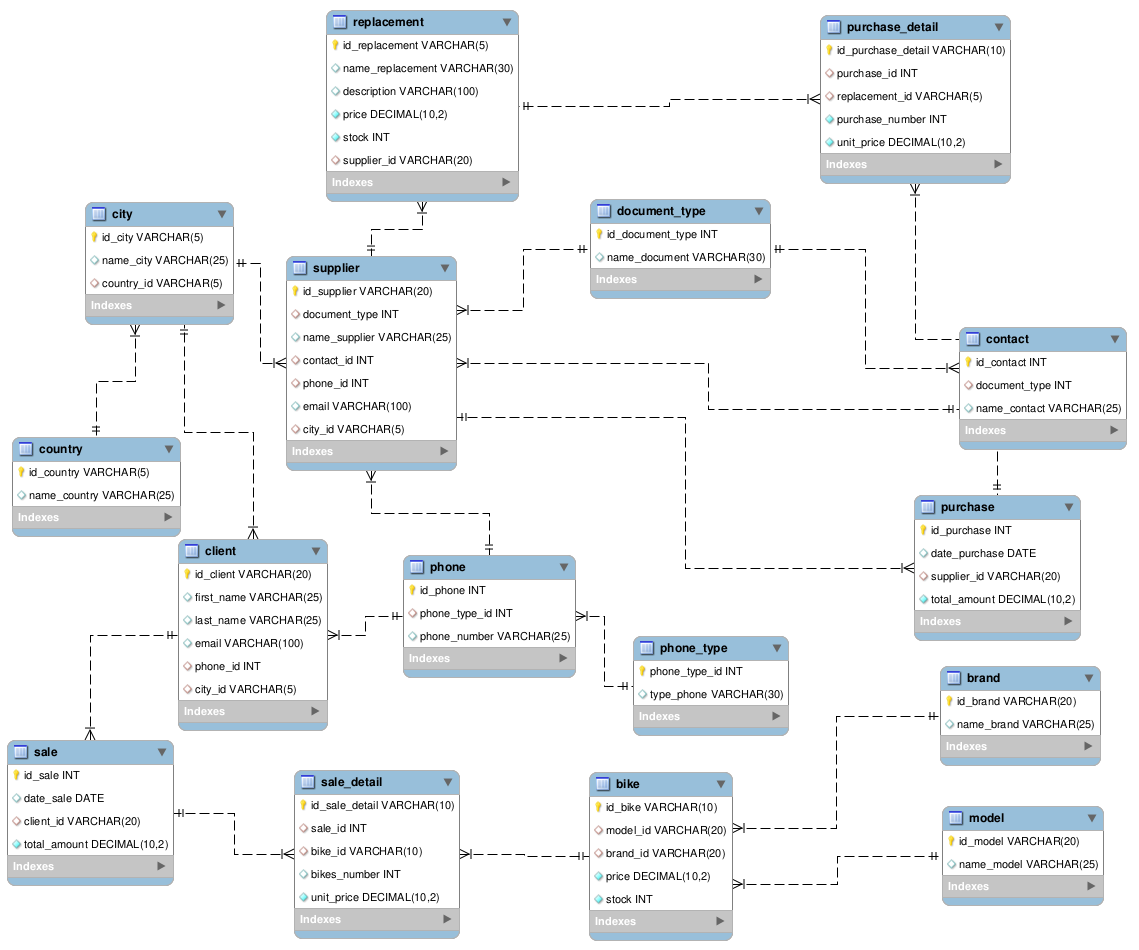 replacement
id_replacement VARCHAR(5)
name_replacement VARCHAR(30)
description VARCHAR(100)
price DECIMAL(10,2)
stock INT
supplier_id VARCHAR(20)
Indexes
purchase_detail
id_purchase_detail VARCHAR(10)
purchase_id INT
replacement_id VARCHAR(5)
purchase_number INT
unit_price DECIMAL(10,2)
Indexes
city
id_city VARCHAR(5)
name_city VARCHAR(25)
country_id VARCHAR(5)
Indexes
document_type
id_document_type INT
name_document VARCHAR(30)
Indexes
supplier
id_supplier VARCHAR(20)
document_type INT
name_supplier VARCHAR(25)
contact_id INT
phone_id INT
email VARCHAR(100)
city_id VARCHAR(5)
Indexes
contact
id_contact INT
document_type INT
name_contact VARCHAR(25)
Indexes
country
id_country VARCHAR(5)
name_country VARCHAR(25)
Indexes
purchase
id_purchase INT
date_purchase DATE
supplier_id VARCHAR(20)
total_amount DECIMAL(10,2)
Indexes
client
id_client VARCHAR(20)
first_name VARCHAR(25)
last_name VARCHAR(25)
email VARCHAR(100)
phone_id INT
city_id VARCHAR(5)
Indexes
phone
id_phone INT
phone_type_id INT
phone_number VARCHAR(25)
Indexes
phone_type
phone_type_id INT
type_phone VARCHAR(30)
Indexes
brand
id_brand VARCHAR(20)
name_brand VARCHAR(25)
Indexes
sale
id_sale INT
date_sale DATE
client_id VARCHAR(20)
total_amount DECIMAL(10,2)
Indexes
sale_detail
id_sale_detail VARCHAR(10)
sale_id INT
bike_id VARCHAR(10)
bikes_number INT
unit_price DECIMAL(10,2)
Indexes
bike
id_bike VARCHAR(10)
model_id VARCHAR(20)
brand_id VARCHAR(20)
price DECIMAL(10,2)
stock INT
Indexes
model
id_model VARCHAR(20)
name_model VARCHAR(25)
Indexes